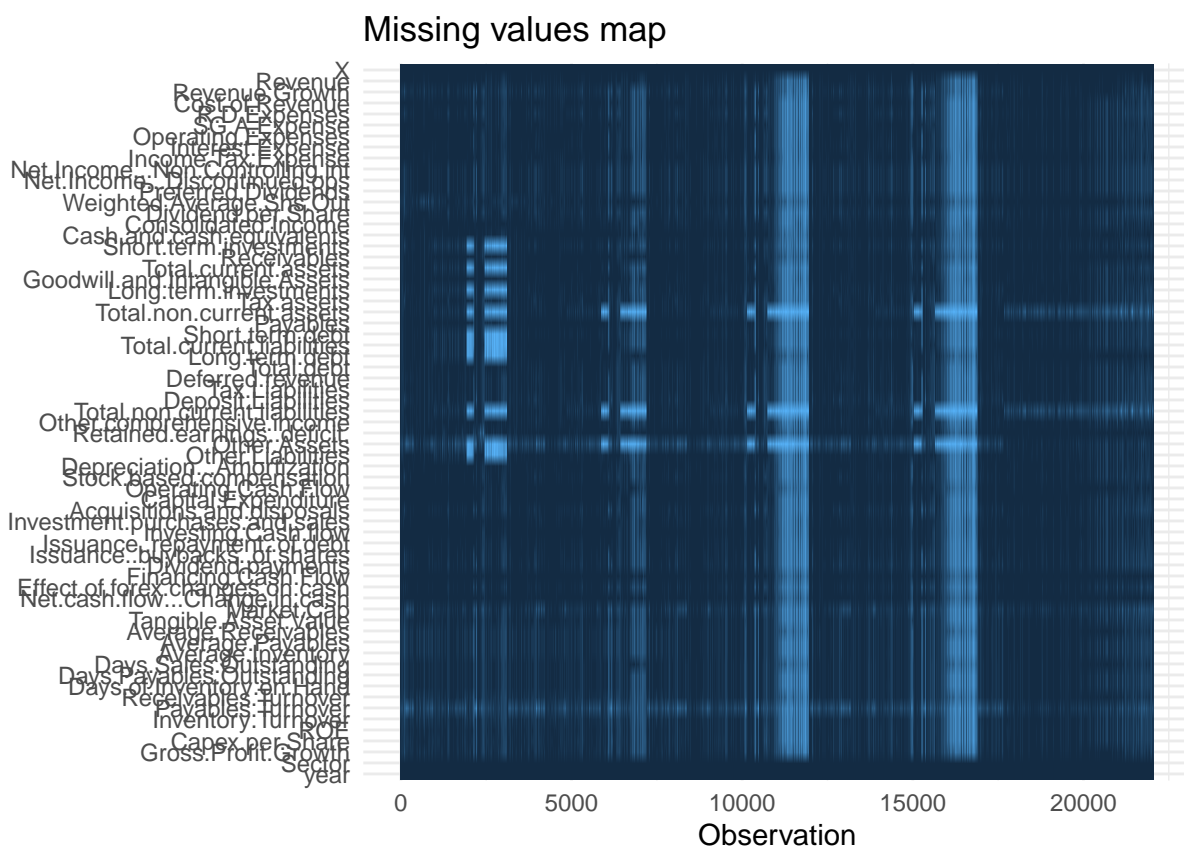 Missing values map
X
Revenue
Revenue.Growth
Cost.of.Revenue
R.D.Expenses
SG.A.Expense
Operating.Expenses
Interest.Expense
Income.Tax.Expense
Net.Income...Non.Controlling.int
Net.Income...Discontinued.ops
Preferred.Dividends
Weighted.Average.Shs.Out
Dividend.per.Share
Consolidated.Income
Cash.and.cash.equivalents
Short.term.investments
Receivables
Total.current.assets
Goodwill.and.Intangible.Assets
Long.term.investments
Tax.assets
Total.non.current.assets
Payables
Short.term.debt
Total.current.liabilities
Long.term.debt
Total.debt
Deferred.revenue
Tax.Liabilities
Deposit.Liabilities
Total.non.current.liabilities
Other.comprehensive.income
Retained.earnings..deficit.
Other.Assets
Other.Liabilities
Depreciation...Amortization
Stock.based.compensation
Operating.Cash.Flow
Capital.Expenditure
Acquisitions.and.disposals
Investment.purchases.and.sales
Investing.Cash.flow
Issuance..repayment..of.debt
Issuance..buybacks..of.shares
Dividend.payments
Financing.Cash.Flow
Effect.of.forex.changes.on.cash
Net.cash.flow...Change.in.cash
Market.Cap
Tangible.Asset.Value
Average.Receivables
Average.Payables
Average.Inventory
Days.Sales.Outstanding
Days.Payables.Outstanding
Days.of.Inventory.on.Hand
Receivables.Turnover
Payables.Turnover
Inventory.Turnover
ROE
Capex.per.Share
Gross.Profit.Growth
Sector
year
0 5000 10000 15000 20000
Observation